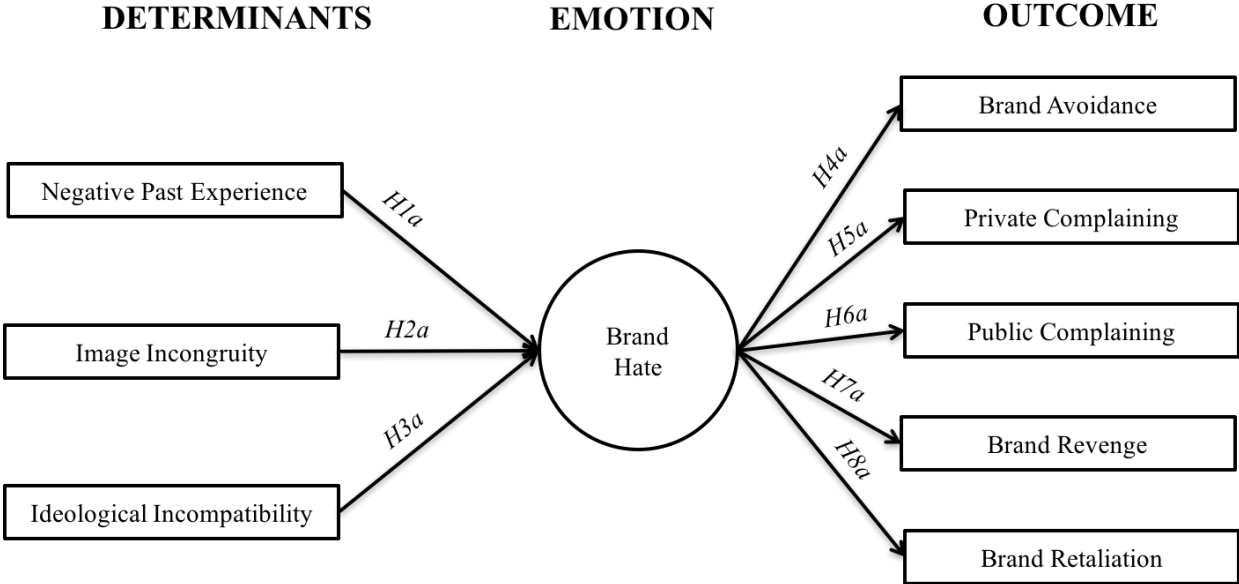 DETERMINANTS
EMOTION
OUTCOME
Negative Past Experience
Image Incongruity
Ideological Incompatibility
H1a
H2a
H3a
Brand
Hate
H4a
H5a
H6a
H7a
H8a
Brand Avoidance
Private Complaining
Public Complaining
Brand Revenge
Brand Retaliation